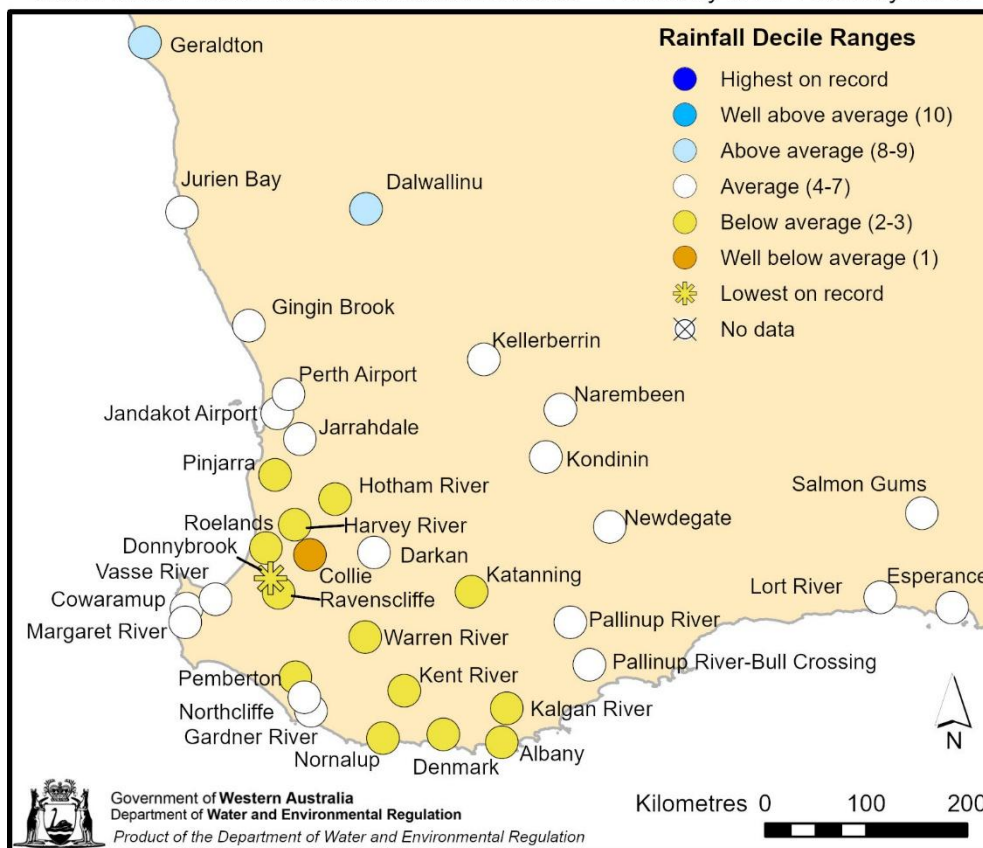 Rainfall Decile Ranges
Highest on record
Well above average (10)
Above average (8-9)
Average (4-7)
Below average (2-3)
Well below average (1)
Lowest on record
No data
Geraldton
Jurien Bay
Dalwallinu
Gingin Brook
Kellerberrin
Perth Airport
Narembeen
Jandakot Airport
Jarrahdale
Kondinin
Pinjarra
Hotham River
Salmon Gums
Roelands
Harvey River
Newdegate
Donnybrook
Darkan
Vasse River
Collie
Katanning
Lort River
Esperance
Cowaramup
Ravenscliffe
Margaret River
Pallinup River
Warren River
Pallinup River-Bull Crossing
Pemberton
Kent River
Northcliffe
Kalgan River
Gardner River
Nornalup
Denmark
Albany
N
Government of Western Australia
Department of Water and Environmental Regulation
Product of the Department of Water and Environmental Regulation
Kilometres 0 100 200